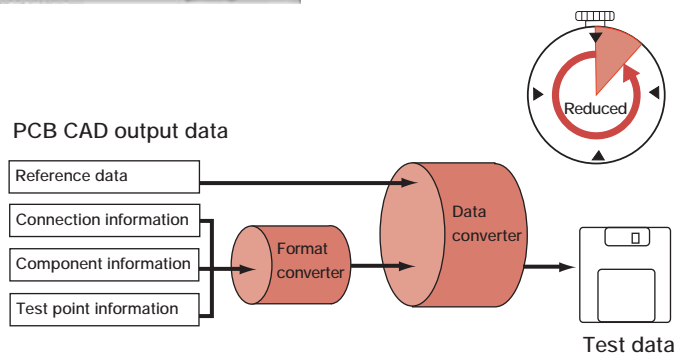 Reduced
PCB CAD output data
Reference data
Connection information
Component information
Test point information
Format
converter
Data
converter
Test data